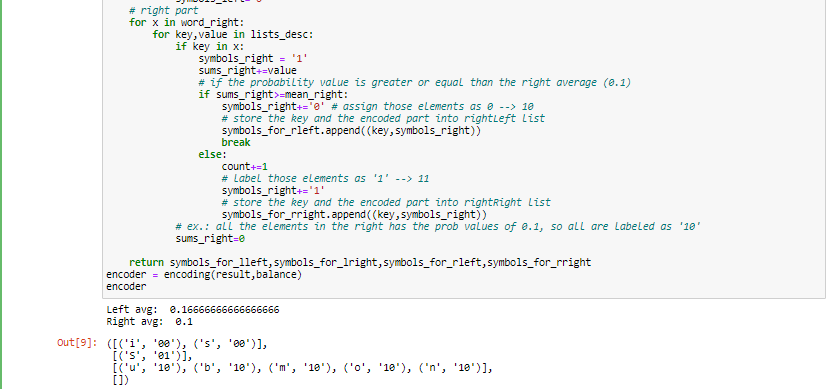 # right part
for x in word_right:
for key,value in lists_desc:
if key in x:
symbols_right = '1'
sums_right+=value
# if the probability value is greater or equal than the right average (0.1)
if sums_right>=mean_right:
symbols_right+='0' # assign those elements as 0 --> 10
# store the key and the encoded part into rightLeft list
symbols_for_rleft.append((key,symbols_right))
break
else:
count+=1
# label those elements as '1' --> 11
symbols_right+='1'
# store the key and the encoded part into rightRight list
symbols_for_rright.append((key,symbols_right))
# ex.: all the elements in the right has the prob values of 0.1, so all are labeled as '10'
sums_right=0
return symbols_for_lleft,symbols_for_lright,symbols_for_rleft,symbols_for_rright
encoder = encoding(result,balance)
encoder
Left avg:  0.16666666666666666
Right avg:  0.1
Out[9]: ([('i', '00'), ('s', '00')],
[('S', '01')],
[('u', '10'), ('b', '10'), ('m', '10'), ('o', '10'), ('n', '10')],
[])